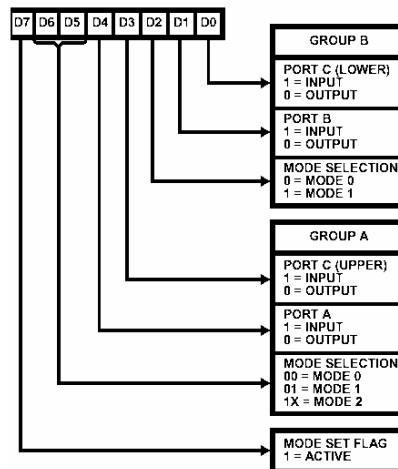 D7 D6 D5 D4 D3 D2 D1 D0
GROUP B
PORT C (LOWER)
1 = INPUT
0 = OUTPUT
PORT B
1 = INPUT
0 = OUTPUT
MODE SELECTION
0 = MODE 0
1 = MODE 1
GROUP A
PORT C (UPPER)
1 = INPUT
0 = OUTPUT
PORT A
1 = INPUT
0 = OUTPUT
MODE SELECTION
00 = MODE 0
01 = MODE 1
1X = MODE 2
MODE SET FLAG
1 = ACTIVE